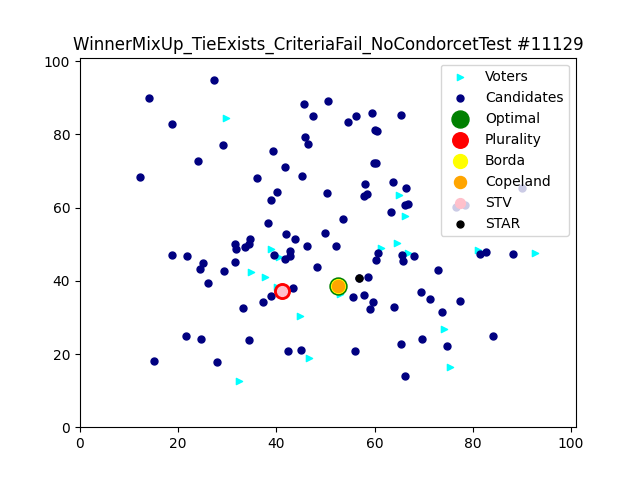 WinnerMixUp_TieExists_CriteriaFail_NoCondorcetTest #11129
100
80
60
40
20
0
0 20 40 60 80 100
Voters
Candidates
Optimal
Plurality
Borda
Copeland
STV
STAR